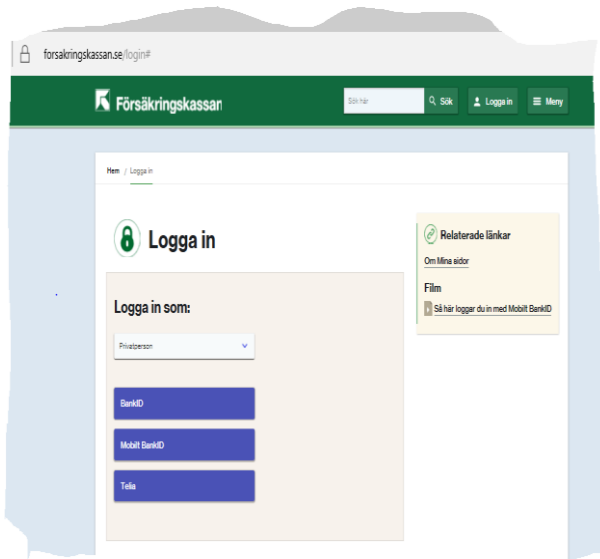 forsakringskassan.se/login#
Försäkringskassan
Sök här
Sök
Logga in
Meny
Hem / Logga in
Logga in
Logga in som:
Privatperson
BankID
Mobilt BankID
Telia
Relaterade länkar
Om Mina sidor
Film
Så här loggar du in med Mobilt BankID